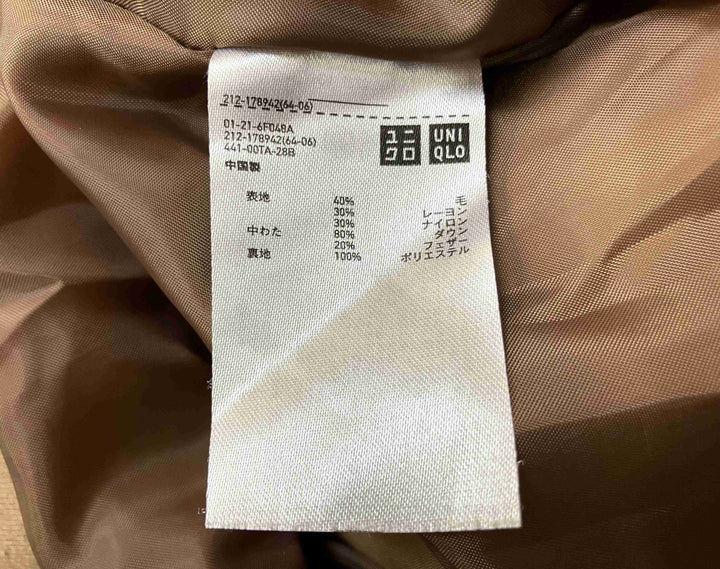 212-178942(64-06)
01-21-6F048A
212-178942(64-06)
441-00TA-28B
中国製
ユニクロ
UNIQLO
表地 40% 毛
30% レーヨン
30% ナイロン
中わた 80% ダウン
20% フェザー
裏地 100% ポリエステル